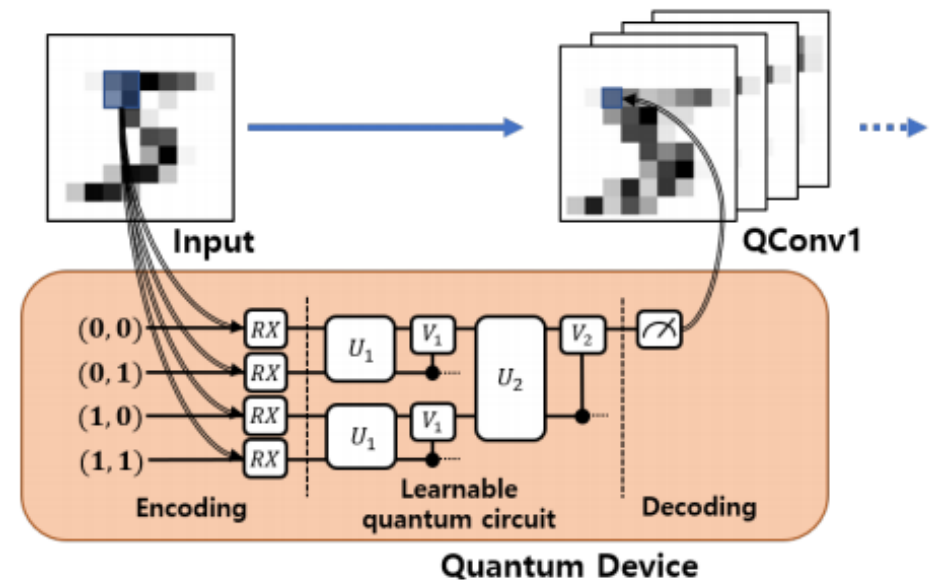 Input
QConv1
(0, 0) RX U₁ V₁ U₂ V₂
(0, 1) RX
(1, 0) RX U₁ V₁
(1, 1) RX
Encoding
Learnable
quantum circuit
Decoding
Quantum Device